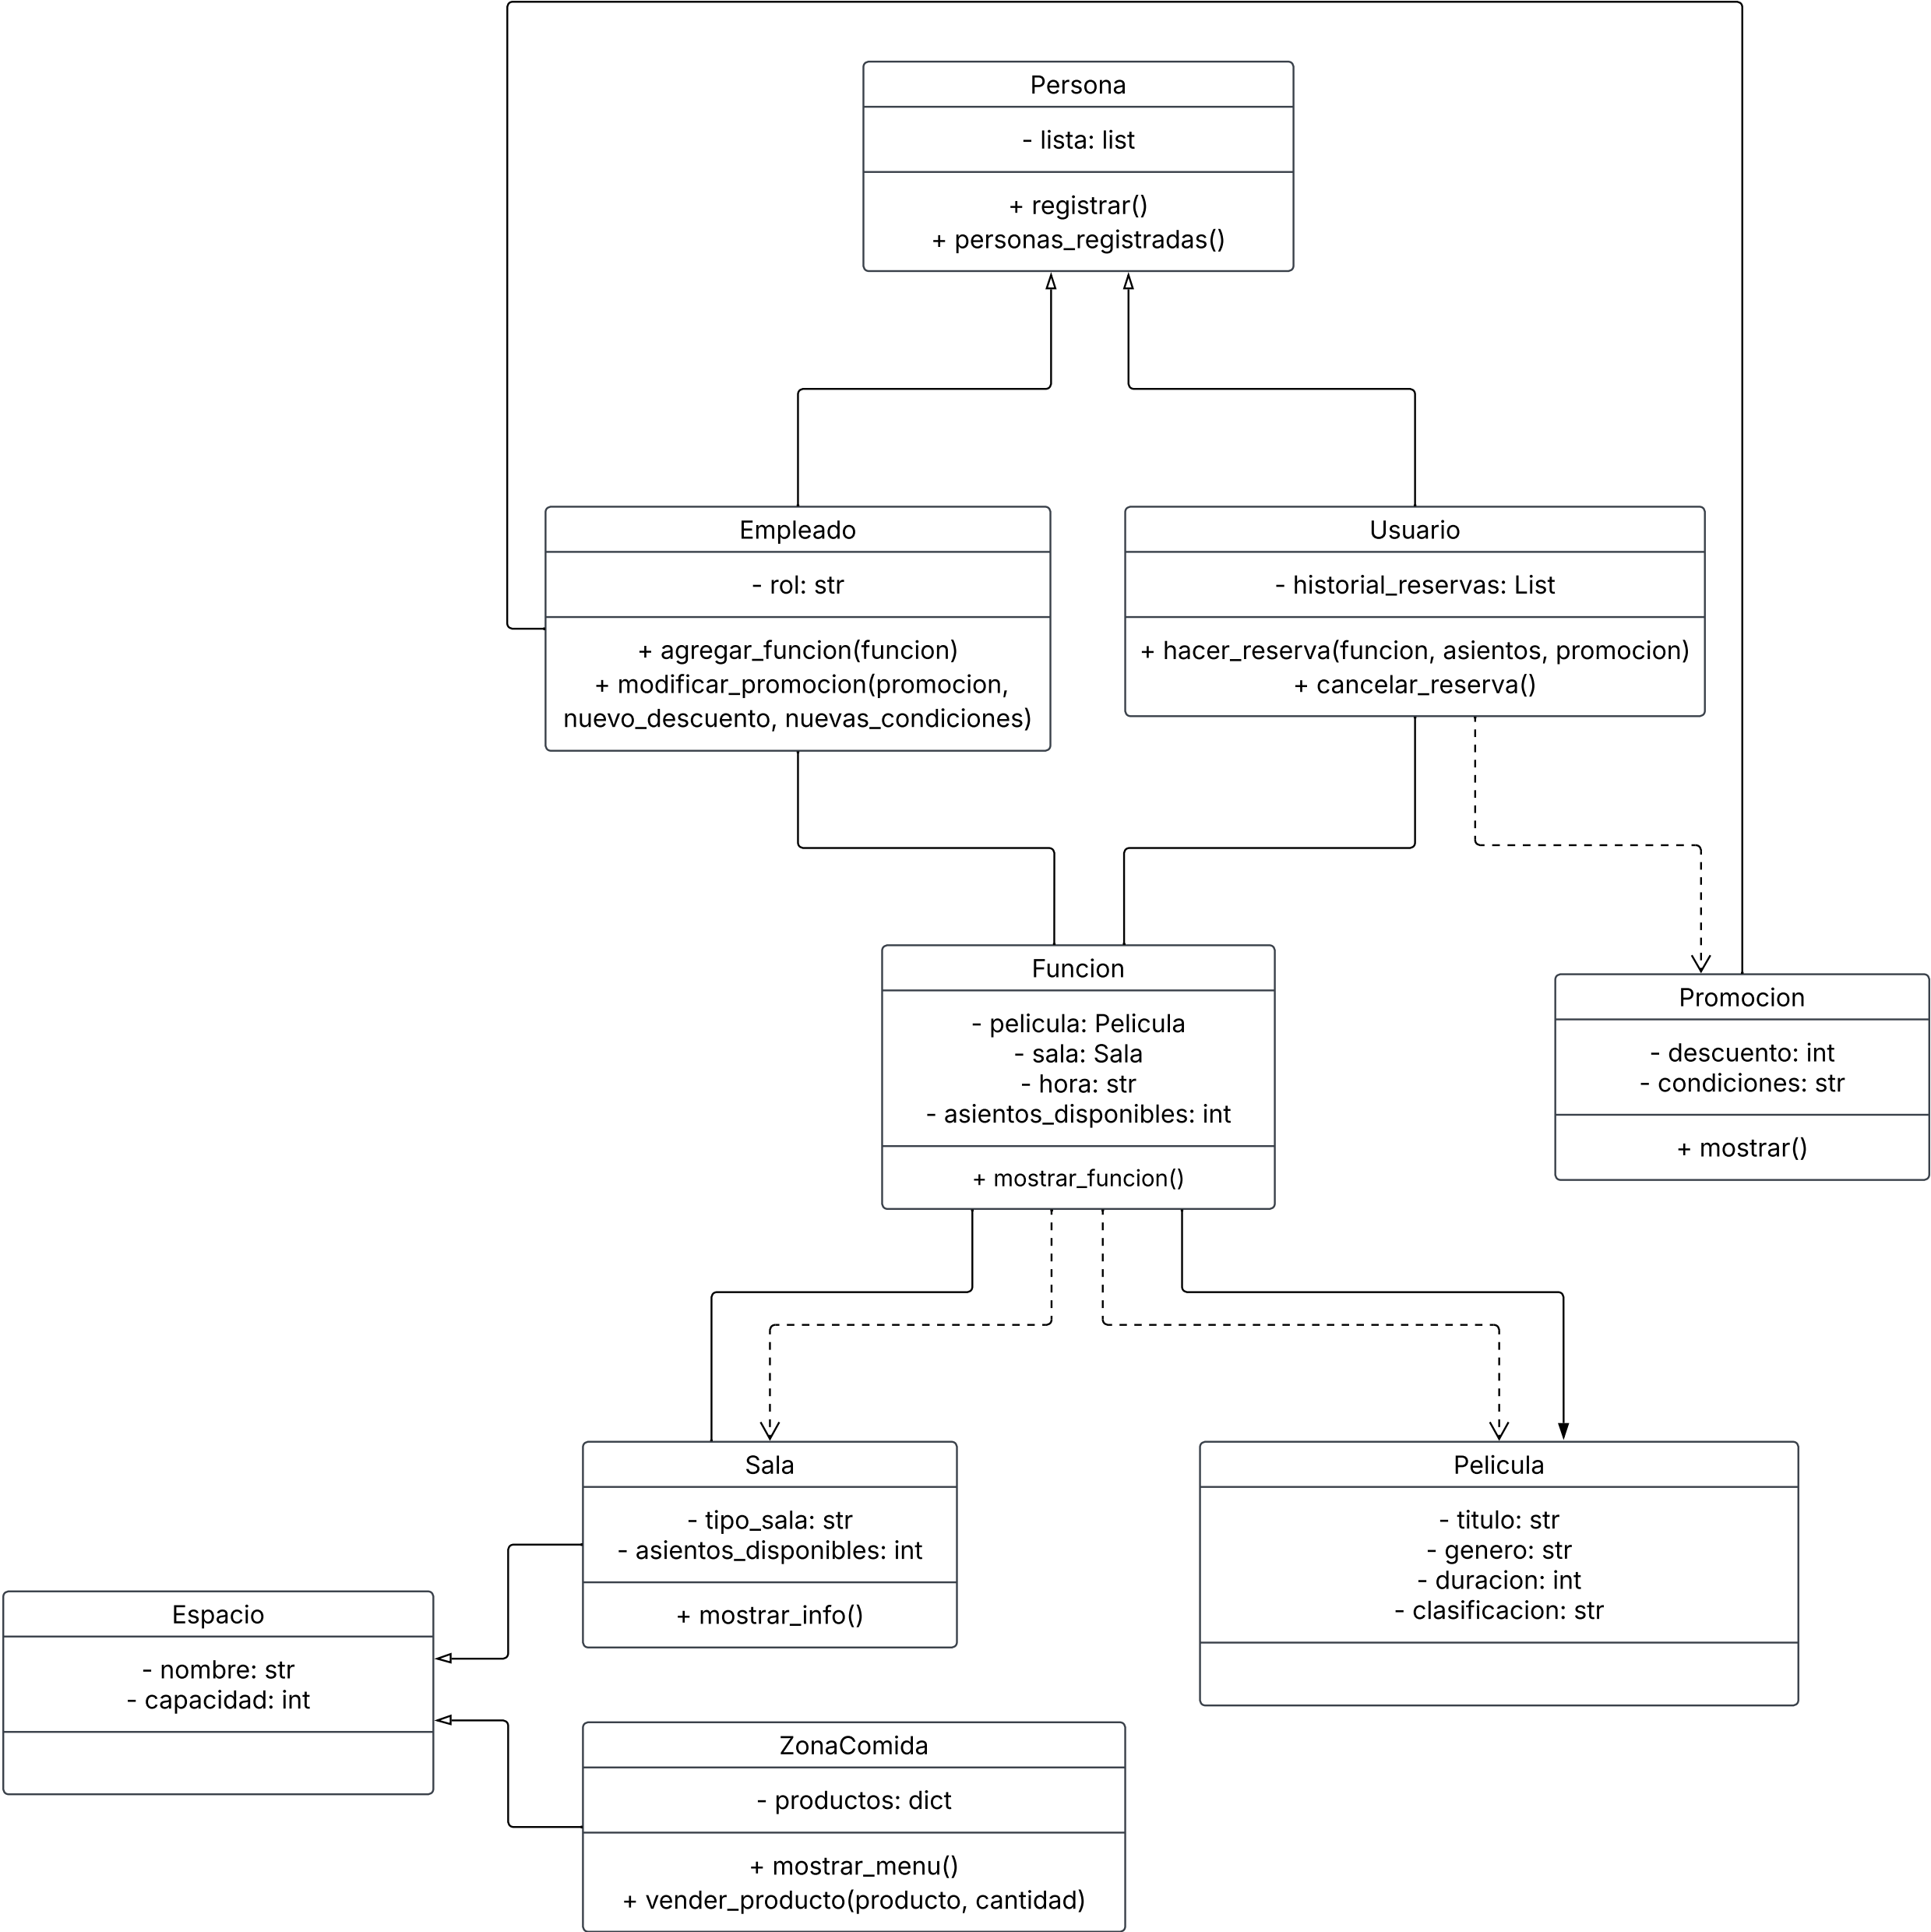 Persona
- lista: list
+ registrar()
+ personas_registradas()
Empleado
- rol: str
+ agregar_funcion(funcion)
+ modificar_promocion(promocion,
nuevo_descuento, nuevas_condiciones)
Usuario
- historial_reservas: List
+ hacer_reserva(funcion, asientos, promocion)
+ cancelar_reserva()
Funcion
- pelicula: Pelicula
- sala: Sala
- hora: str
- asientos_disponibles: int
+ mostrar_funcion()
Promocion
- descuento: int
- condiciones: str
+ mostrar()
Sala
- tipo_sala: str
- asientos_disponibles: int
+ mostrar_info()
Pelicula
- titulo: str
- genero: str
- duracion: int
- clasificacion: str
Espacio
- nombre: str
- capacidad: int
ZonaComida
- productos: dict
+ mostrar_menu()
+ vender_producto(producto, cantidad)